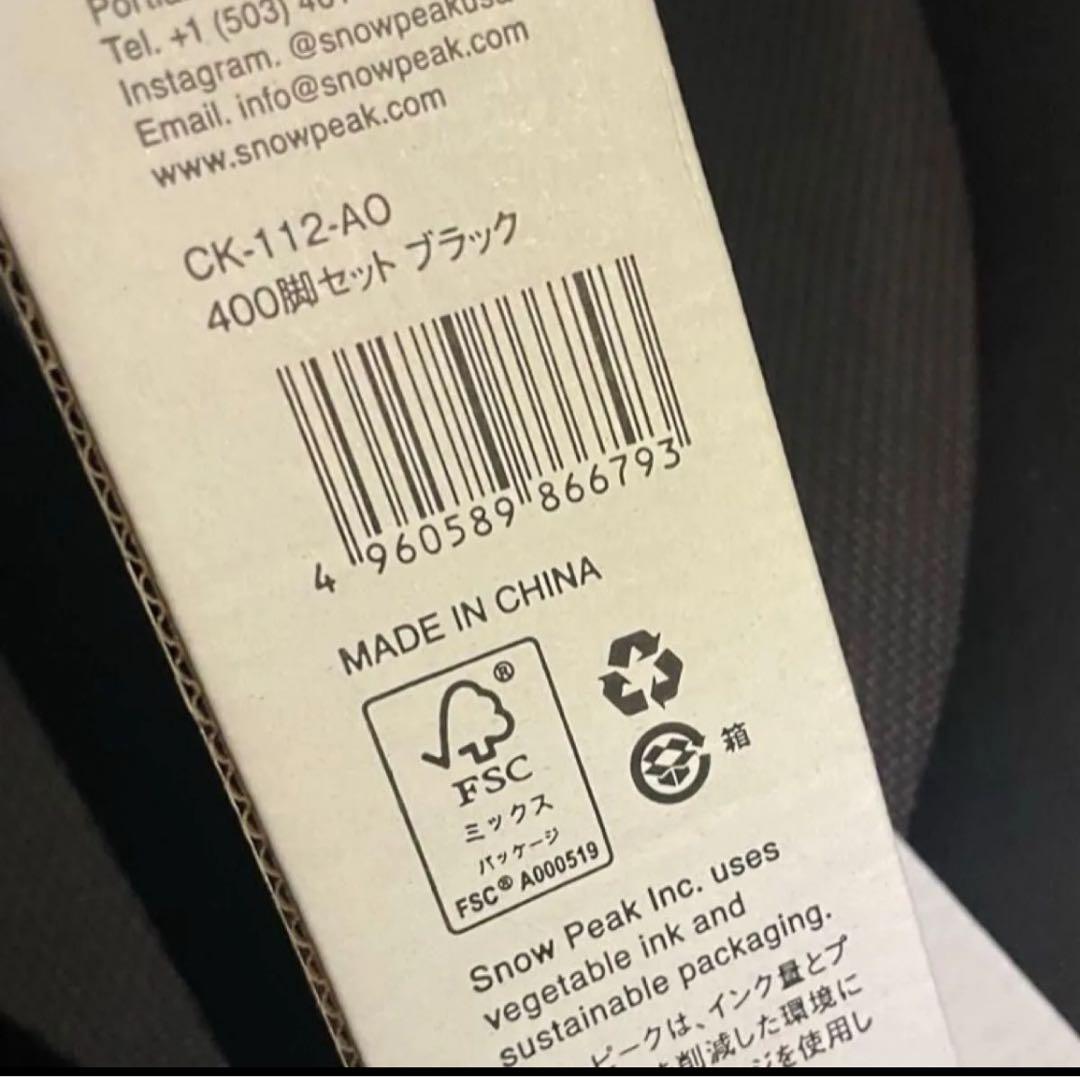 Tel. +1 (503)
Instagram. @snowpeakusa
Email. info@snowpeak.com
www.snowpeak.com
CK-112-AO
400脚セット ブラック
4 960589 866793
MADE IN CHINA
®
FSC
ミックス
パッケージ
FSC® A000519
箱
Snow Peak Inc. uses
vegetable ink and
sustainable packaging.
ピークは、インク量とプ
削減した環境に
を使用し